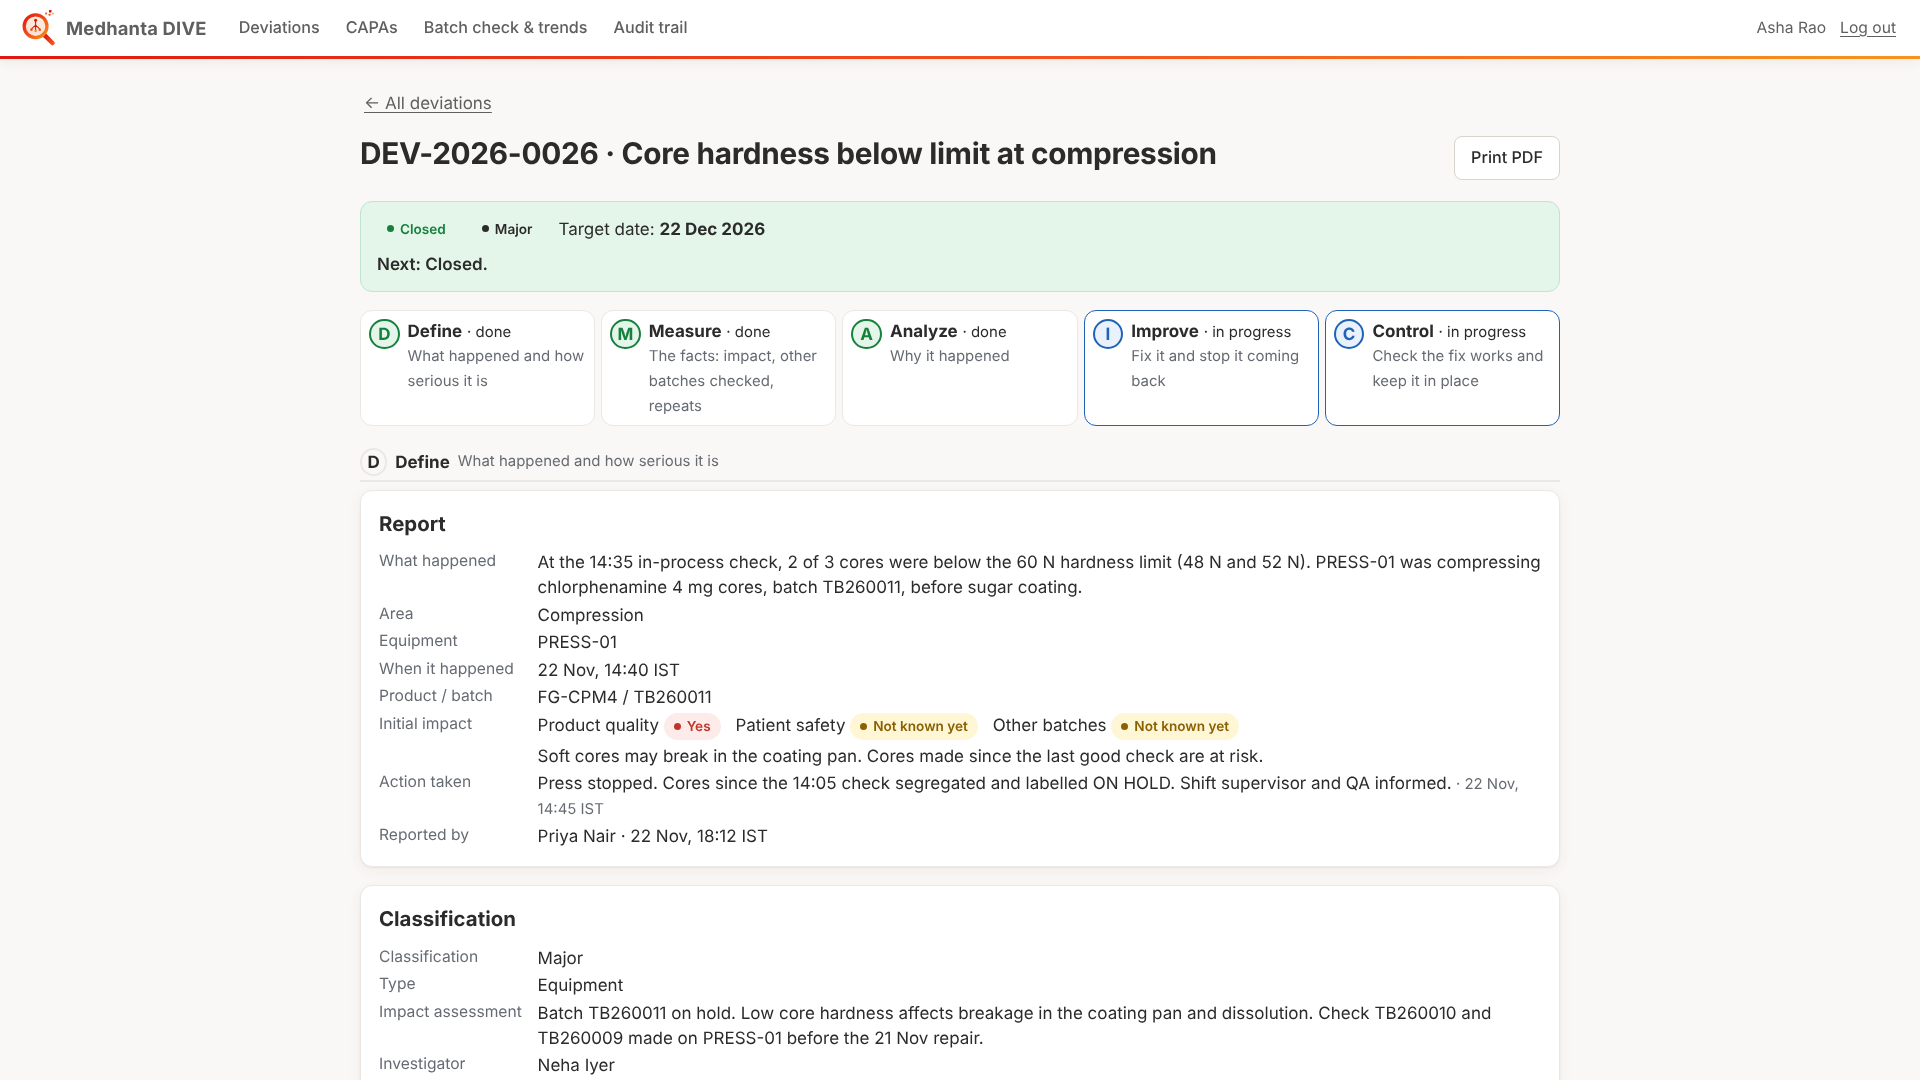 Medhanta DIVE
Deviations
CAPAs
Batch check & trends
Audit trail
Asha Rao
Log out
← All deviations
DEV-2026-0026 · Core hardness below limit at compression
Print PDF
Closed
Major
Target date: 22 Dec 2026
Next: Closed.
D
Define · done
What happened and how
serious it is
M
Measure · done
The facts: impact, other
batches checked,
repeats
A
Analyze · done
Why it happened
I
Improve · in progress
Fix it and stop it coming
back
C
Control · in progress
Check the fix works and
keep it in place
D Define What happened and how serious it is
Report
What happened
At the 14:35 in-process check, 2 of 3 cores were below the 60 N hardness limit (48 N and 52 N). PRESS-01 was compressing
chlorphenamine 4 mg cores, batch TB260011, before sugar coating.
Area
Compression
Equipment
PRESS-01
When it happened
22 Nov, 14:40 IST
Product / batch
FG-CPM4 / TB260011
Initial impact
Product quality Yes Patient safety Not known yet Other batches Not known yet
Soft cores may break in the coating pan. Cores made since the last good check are at risk.
Action taken
Press stopped. Cores since the 14:05 check segregated and labelled ON HOLD. Shift supervisor and QA informed. · 22 Nov,
14:45 IST
Reported by
Priya Nair · 22 Nov, 18:12 IST
Classification
Classification
Major
Type
Equipment
Impact assessment
Batch TB260011 on hold. Low core hardness affects breakage in the coating pan and dissolution. Check TB260010 and
TB260009 made on PRESS-01 before the 21 Nov repair.
Investigator
Neha Iyer